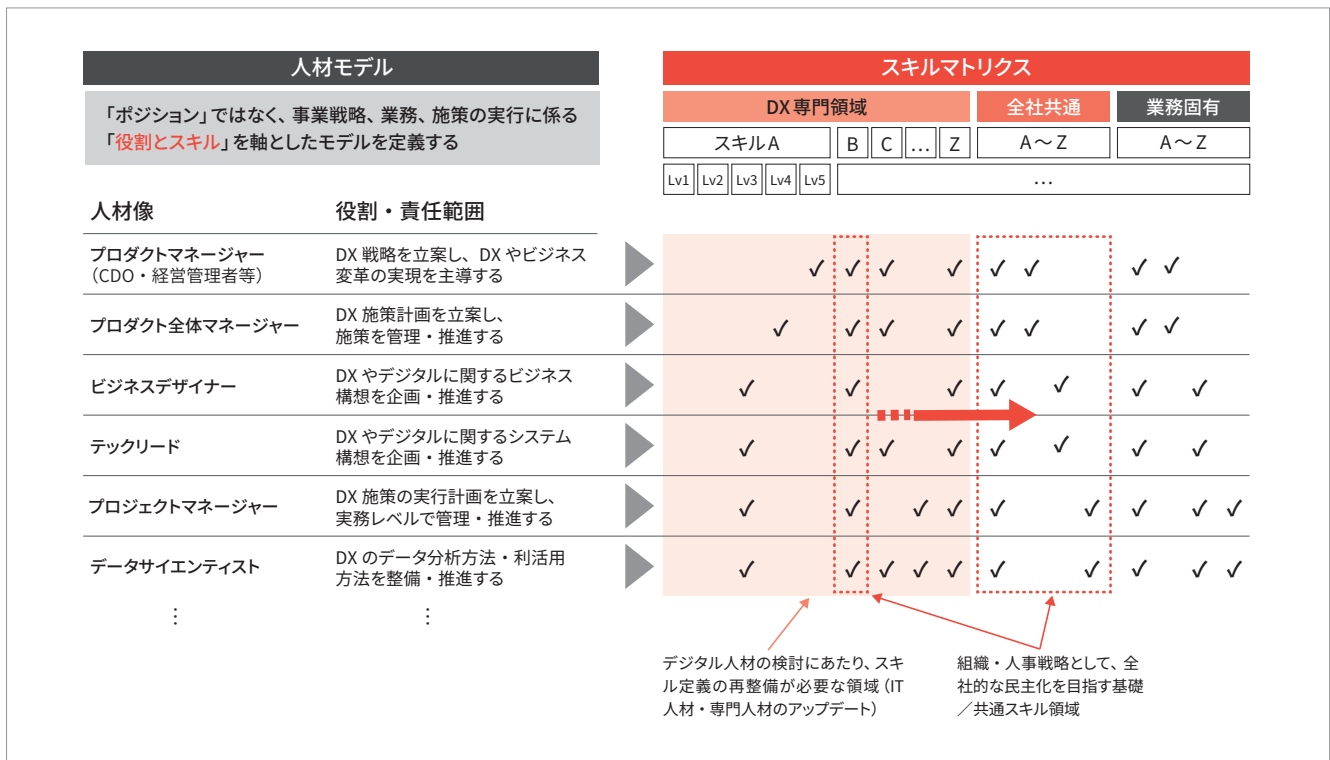 人材モデル
「ポジション」ではなく、事業戦略、業務、施策の実行に係る
「役割とスキル」を軸としたモデルを定義する
人材像
役割・責任範囲
スキルマトリクス
DX専門領域
全社共通
業務固有
スキルA
B
C
…
Z
A～Z
A～Z
Lv1
Lv2
Lv3
Lv4
Lv5
…
プロダクトマネージャー
（CDO・経営管理者等）
DX 戦略を立案し、DX やビジネス
変革の実現を主導する
✓ ✓ ✓ ✓ ✓ ✓ ✓ ✓
プロダクト全体マネージャー
DX 施策計画を立案し、
施策を管理・推進する
✓ ✓ ✓ ✓ ✓ ✓ ✓ ✓
ビジネスデザイナー
DX やデジタルに関するビジネス
構想を企画・推進する
✓ ✓ ✓ ✓ ✓ ✓ ✓
テックリード
DX やデジタルに関するシステム
構想を企画・推進する
✓ ✓ ✓ ✓ ✓ ✓ ✓ ✓
プロジェクトマネージャー
DX 施策の実行計画を立案し、
実務レベルで管理・推進する
✓ ✓ ✓ ✓ ✓ ✓ ✓ ✓ ✓
データサイエンティスト
DX のデータ分析方法・利活用
方法を整備・推進する
✓ ✓ ✓ ✓ ✓ ✓ ✓ ✓ ✓ ✓
⋮
⋮
デジタル人材の検討にあたり、スキ
ル定義の再整備が必要な領域（IT
人材・専門人材のアップデート）
組織・人事戦略として、全
社的な民主化を目指す基礎
／共通スキル領域